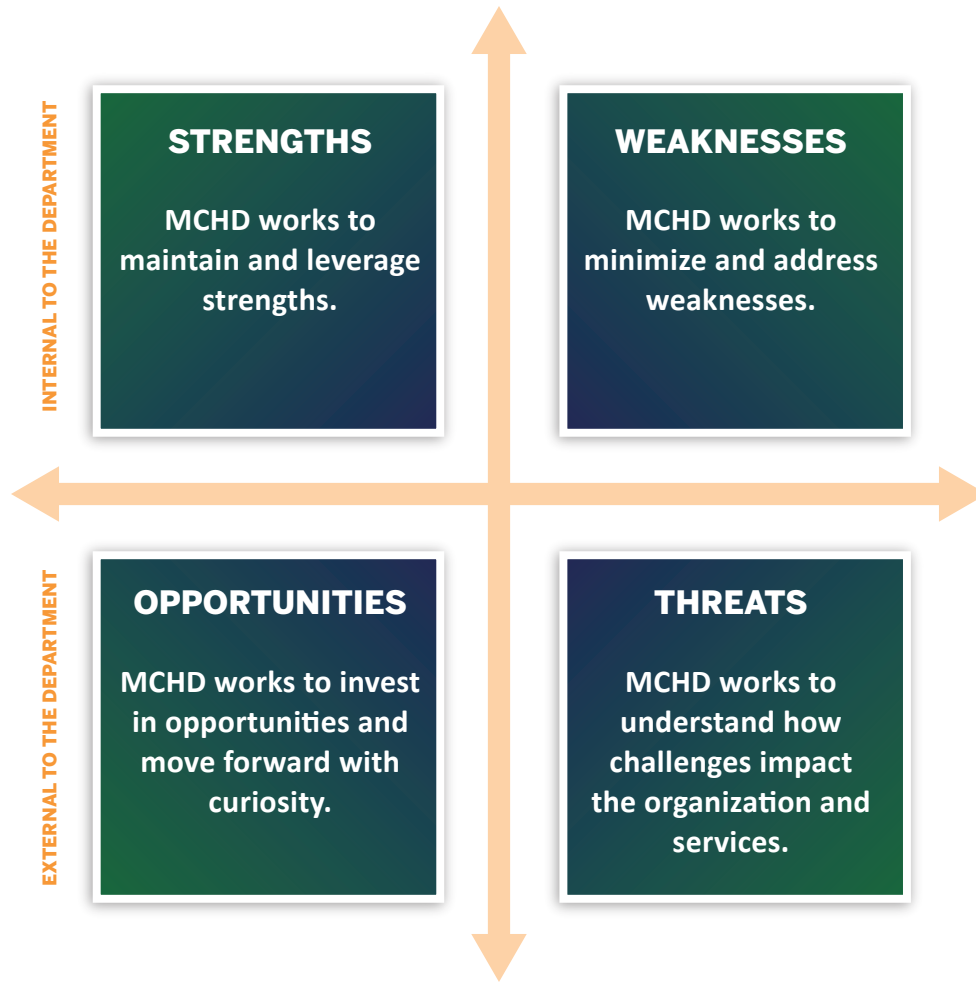 INTERNAL TO THE DEPARTMENT
STRENGTHS
MCHD works to
maintain and leverage
strengths.
WEAKNESSES
MCHD works to
minimize and address
weaknesses.
EXTERNAL TO THE DEPARTMENT
OPPORTUNITIES
MCHD works to invest
in opportunities and
move forward with
curiosity.
THREATS
MCHD works to
understand how
challenges impact
the organization and
services.